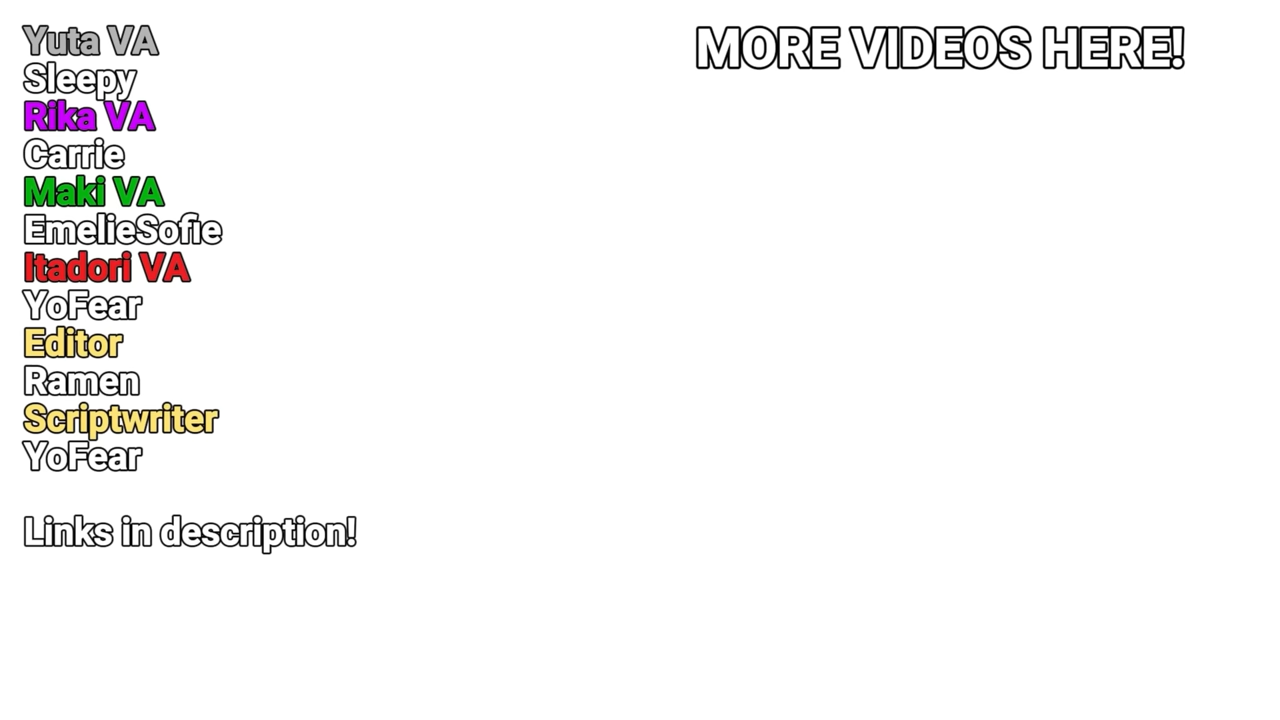 Yuta VA
Sleepy
Rika VA
Carrie
Maki VA
EmelieSofie
Itadori VA
YoFear
Editor
Ramen
Scriptwriter
YoFear
Links in description!
MORE VIDEOS HERE!